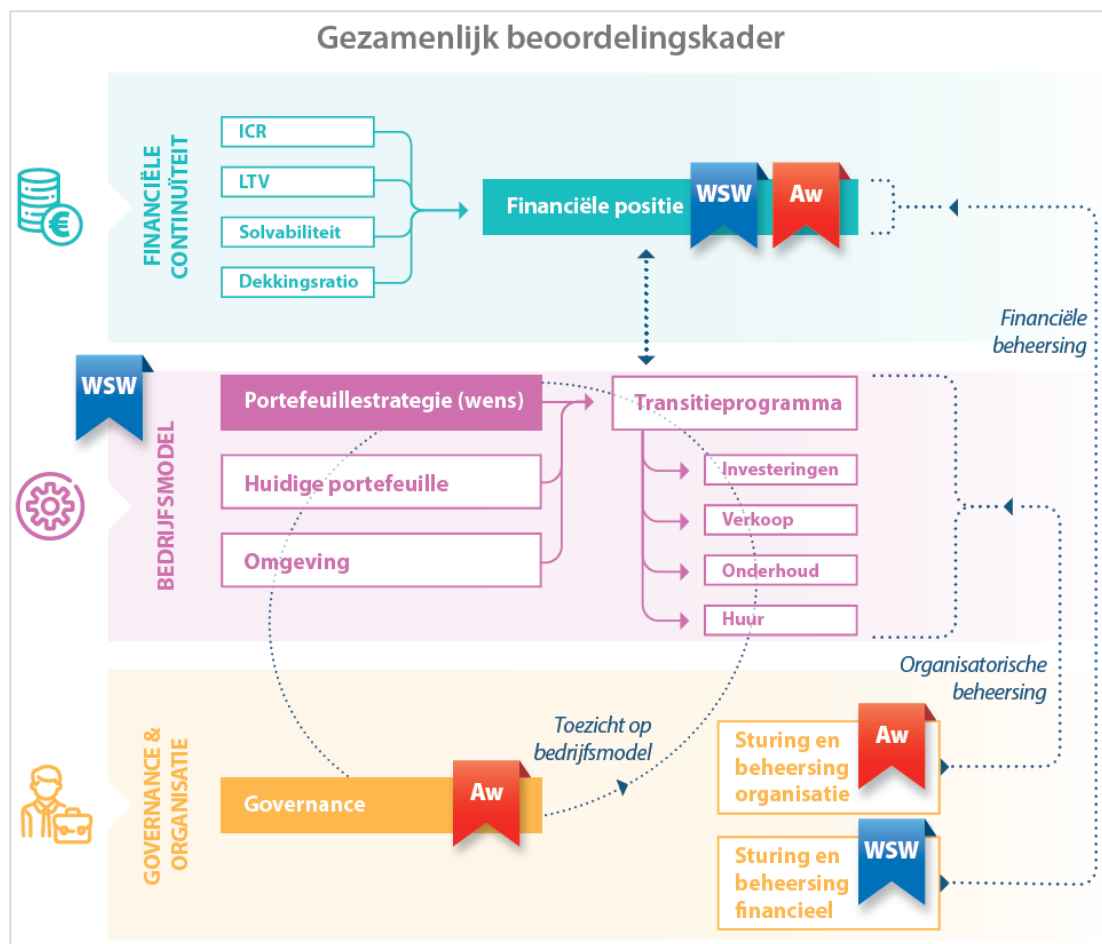 Gezamenlijk beoordelingskader
FINANCIËLE
CONTINUÏTEIT
ICR
LTV
Solvabiliteit
Dekkingsratio
Financiële positie
WSW
Aw
Financiële
beheersing
WSW
BEDRIJFSMODEL
Portefeuillestrategie (wens)
Huidige portefeuille
Omgeving
Transitieprogramma
Investeringen
Verkoop
Onderhoud
Huur
Organisatorische
beheersing
GOVERNANCE &
ORGANISATIE
Governance
Aw
Toezicht op
bedrijfsmodel
Sturing en
beheersing
organisatie
Aw
Sturing en
beheersing
financieel
WSW